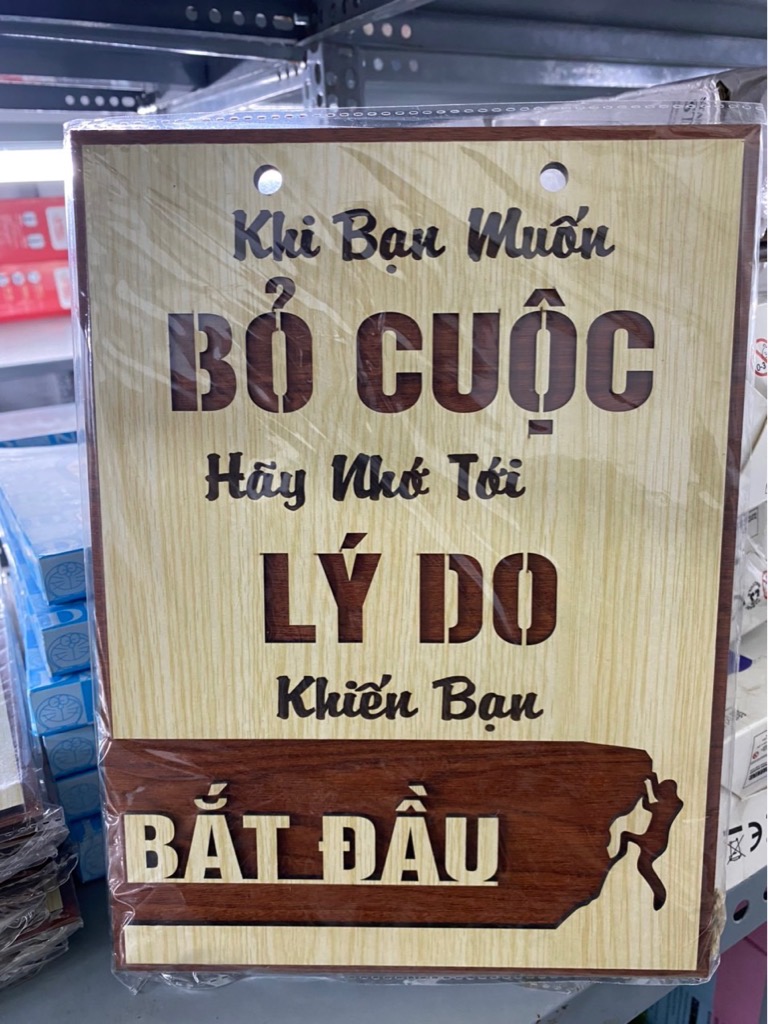 Khi Bạn Muốn
BỎ CUỘC
Hãy Nhớ Tới
LÝ DO
Khiến Bạn
BẮT ĐẦU